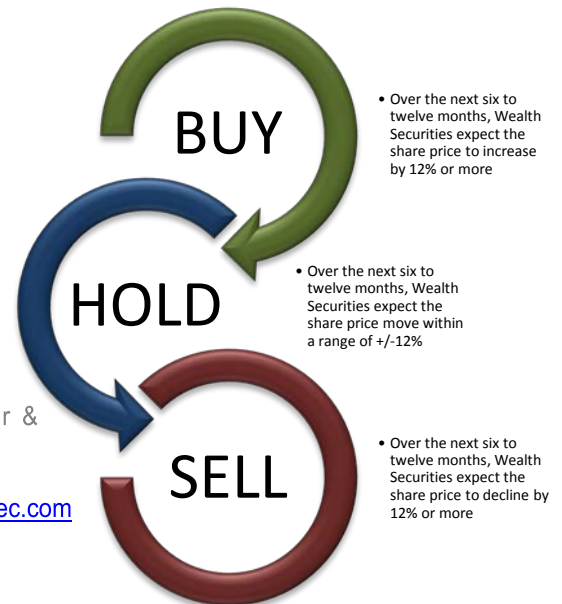 BUY
• Over the next six to
twelve months, Wealth
Securities expect the
share price to increase
by 12% or more
HOLD
• Over the next six to
twelve months, Wealth
Securities expect the
share price move within
a range of +/-12%
r &
SELL
• Over the next six to
twelve months, Wealth
Securities expect the
share price to decline by
12% or more
ec.com